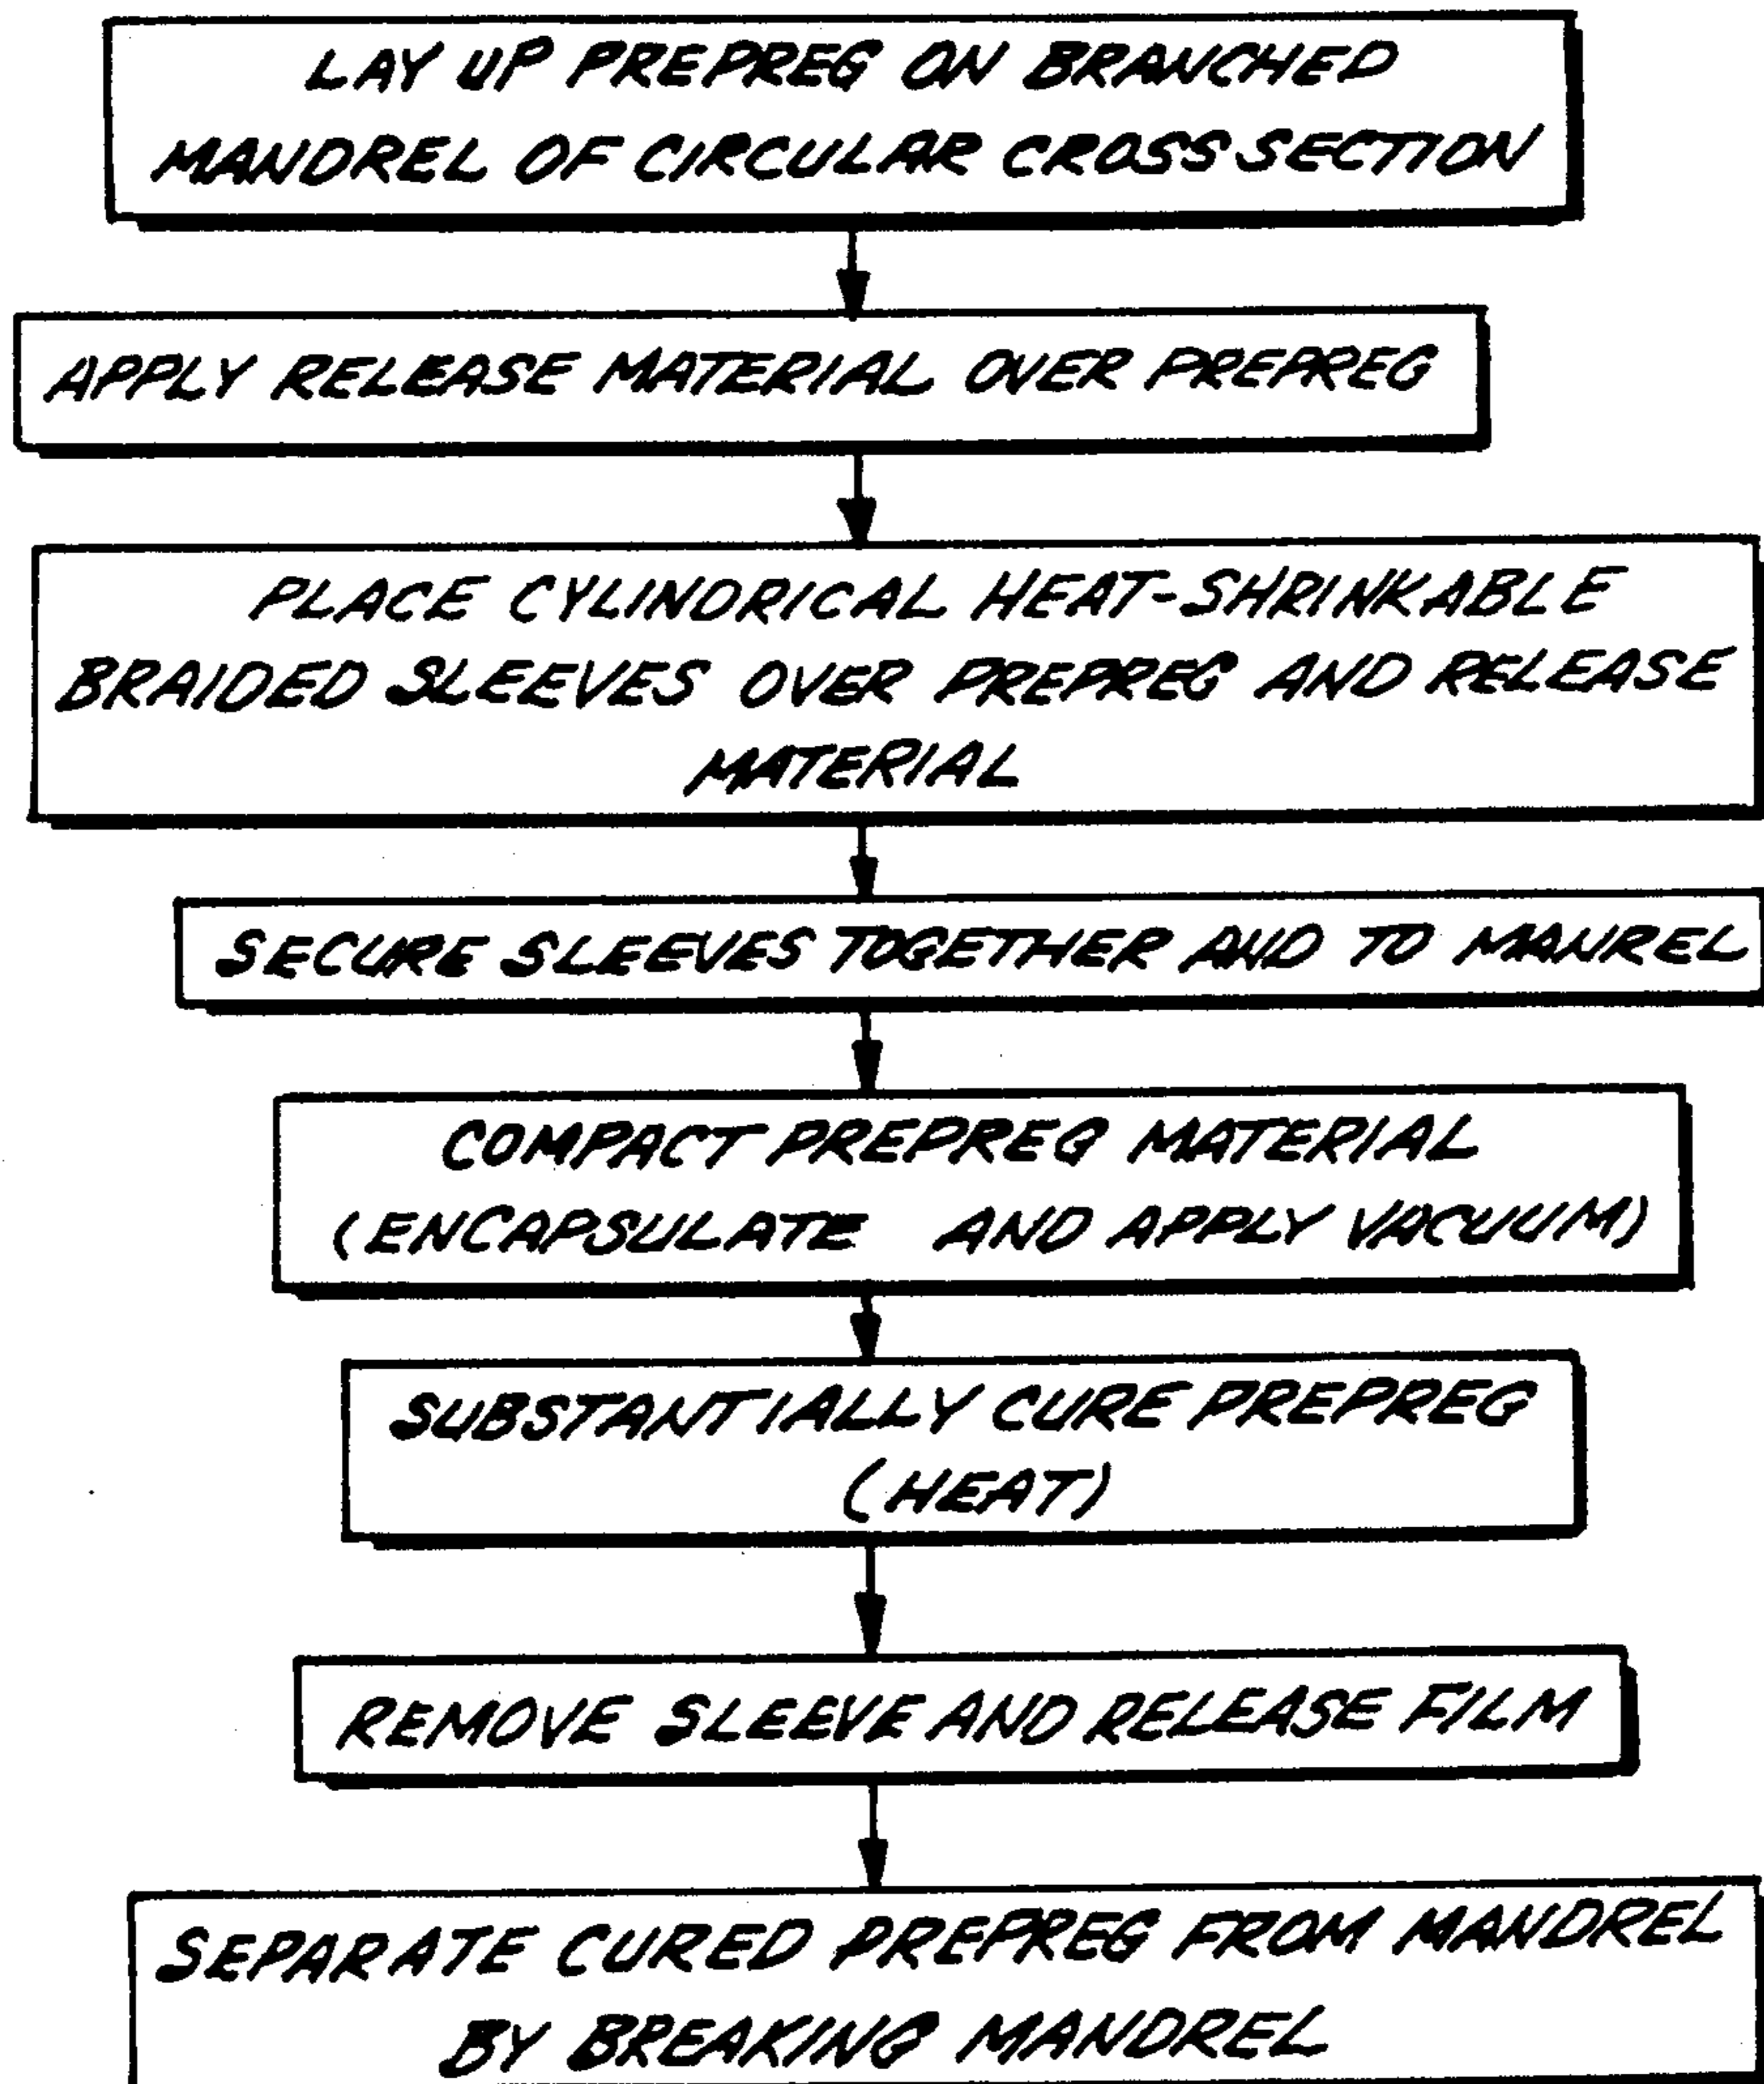 LAY UP PREPREG ON BRANCHED
MANDREL OF CIRCULAR CROSS SECTION
APPLY RELEASE MATERIAL OVER PREPREG
PLACE CYLINDRICAL HEAT-SHRINKABLE
BRAIDED SLEEVES OVER PREPREG AND RELEASE
MATERIAL
SECURE SLEEVES TOGETHER AND TO MANREL
COMPACT PREPREG MATERIAL
(ENCAPSULATE AND APPLY VACUUM)
SUBSTANTIALLY CURE PREPREG
(HEAT)
REMOVE SLEEVE AND RELEASE FILM
SEPARATE CURED PREPREG FROM MANDREL
BY BREAKING MANDREL